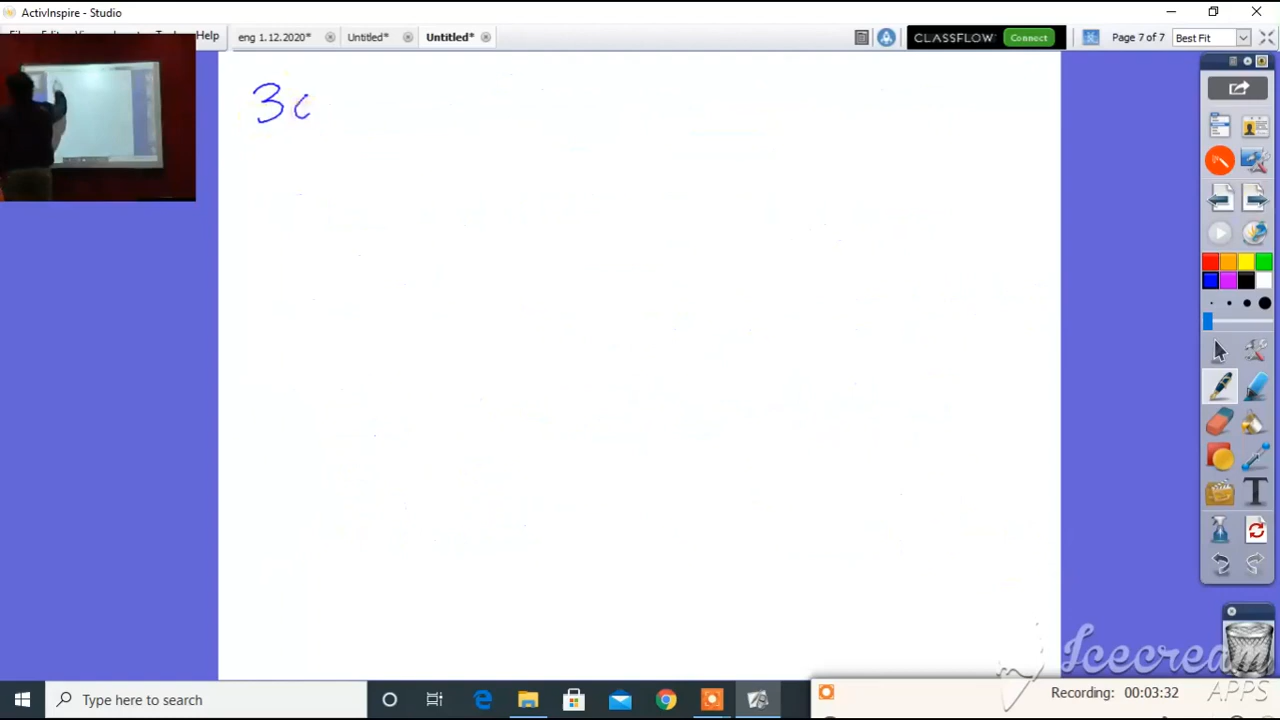 ActivInspire - Studio
Help
eng 1.12.2020*
Untitled*
Untitled*
CLASSFLOW
Connect
Page 7 of 7
Best Fit
3
T
Type here to search
Recording: 00:03:32
Icecream
APPS